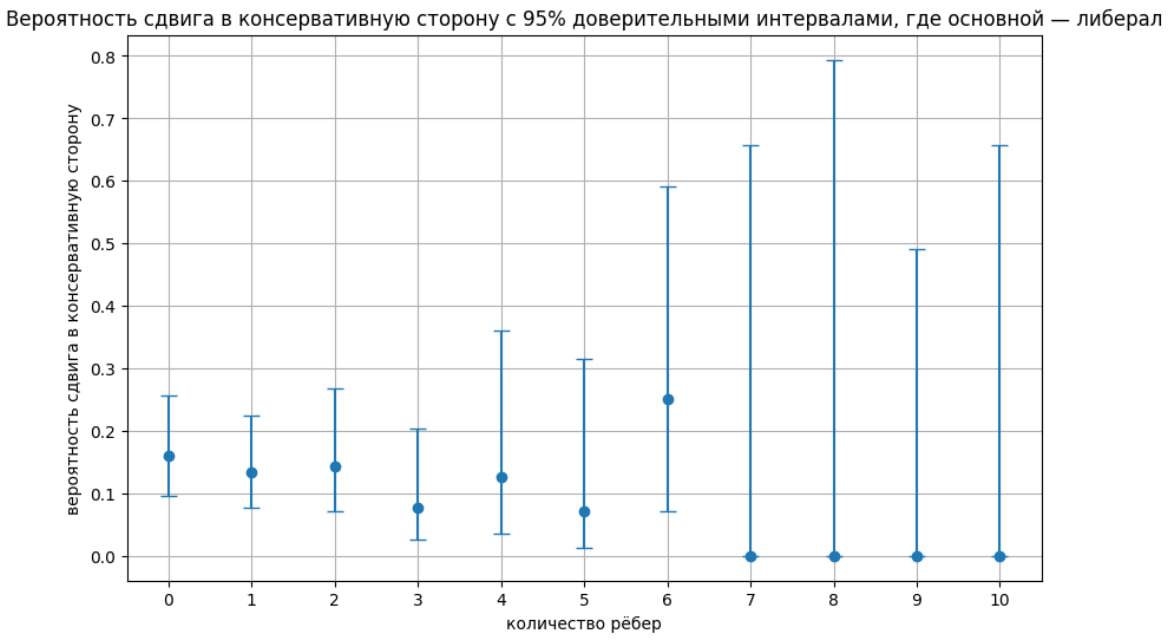 Вероятность сдвига в консервативную сторону с 95% доверительными интервалами, где основной — либерал
вероятность сдвига в консервативную сторону
0.8
0.7
0.6
0.5
0.4
0.3
0.2
0.1
0.0
0 1 2 3 4 5 6 7 8 9 10
количество рёбер